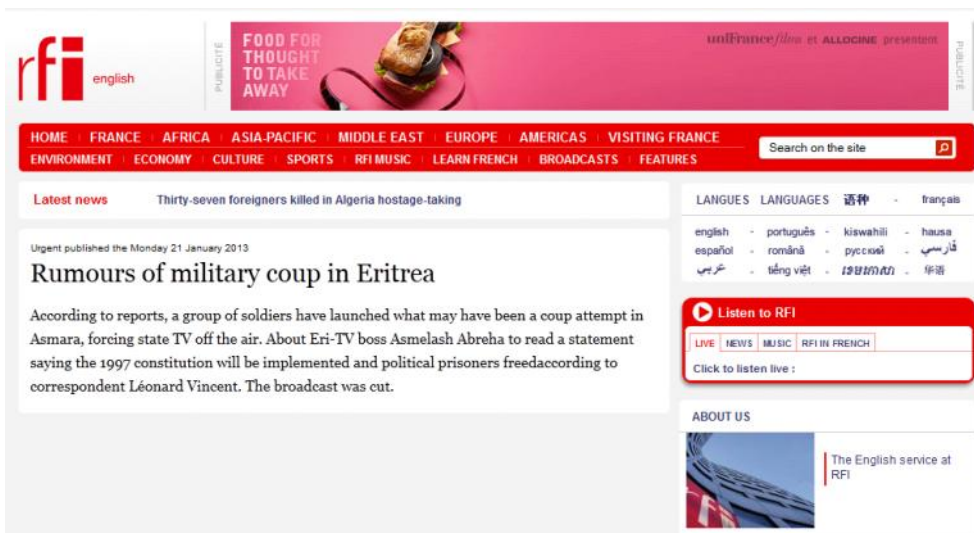 rfi english
PUBLICITÉ
FOOD FOR
THOUGHT
TO TAKE
AWAY
uniFrance films et ALLOCINE presentent
PUBLICITÉ
HOME FRANCE AFRICA ASIA-PACIFIC MIDDLE EAST EUROPE AMERICAS VISITING FRANCE
ENVIRONMENT ECONOMY CULTURE SPORTS RFI MUSIC LEARN FRENCH BROADCASTS FEATURES
Search on the site
Latest news Thirty-seven foreigners killed in Algeria hostage-taking
Urgent published the Monday 21 January 2013
Rumours of military coup in Eritrea
According to reports, a group of soldiers have launched what may have been a coup attempt in
Asmara, forcing state TV off the air. About Eri-TV boss Asmelash Abreha to read a statement
saying the 1997 constitution will be implemented and political prisoners freedaccording to
correspondent Léonard Vincent. The broadcast was cut.
LANGUES LANGUAGES 语种 - français
english - português - kiswahili - hausa
español - română - русский - فارسي
عربي - tiếng việt - ខេមរភាសា - 华语
Listen to RFI
LIVE NEWS MUSIC RFI IN FRENCH
Click to listen live :
ABOUT US
The English service at
RFI
rfi